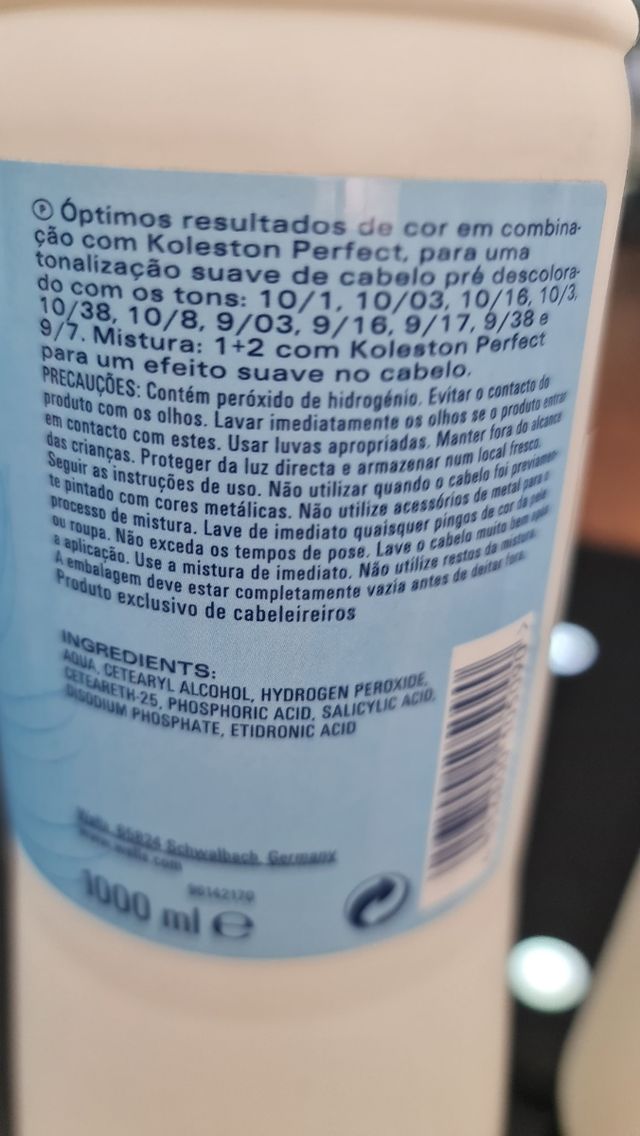 Ⓟ Óptimos resultados de cor em combina-
ção com Koleston Perfect, para uma
tonalização suave de cabelo pré descolora-
do com os tons: 10/1, 10/03, 10/16, 10/3,
10/38, 10/8, 9/03, 9/16, 9/17, 9/38 e
9/7. Mistura: 1+2 com Koleston Perfect
para um efeito suave no cabelo.
PRECAUÇÕES: Contém peróxido de hidrogénio. Evitar o contacto do
produto com os olhos. Lavar imediatamente os olhos se o produto entrar
em contacto com estes. Usar luvas apropriadas. Manter fora do alcance
das crianças. Proteger da luz directa e armazenar num local fresco.
Seguir as instruções de uso. Não utilizar quando o cabelo foi previamen-
te pintado com cores metálicas. Não utilize acessórios de metal para o
processo de mistura. Lave de imediato quaisquer pingos de cor da pele
ou roupa. Não exceda os tempos de pose. Lave o cabelo muito bem após
a aplicação. Use a mistura de imediato. Não utilize restos da mistura.
A embalagem deve estar completamente vazia antes de deitar fora.
Produto exclusivo de cabeleireiros
INGREDIENTS:
AQUA, CETEARYL ALCOHOL, HYDROGEN PEROXIDE,
CETEARETH-25, PHOSPHORIC ACID, SALICYLIC ACID,
DISODIUM PHOSPHATE, ETIDRONIC ACID
Wella, 65824 Schwalbach, Germany
www.wella.com
1000 ml e